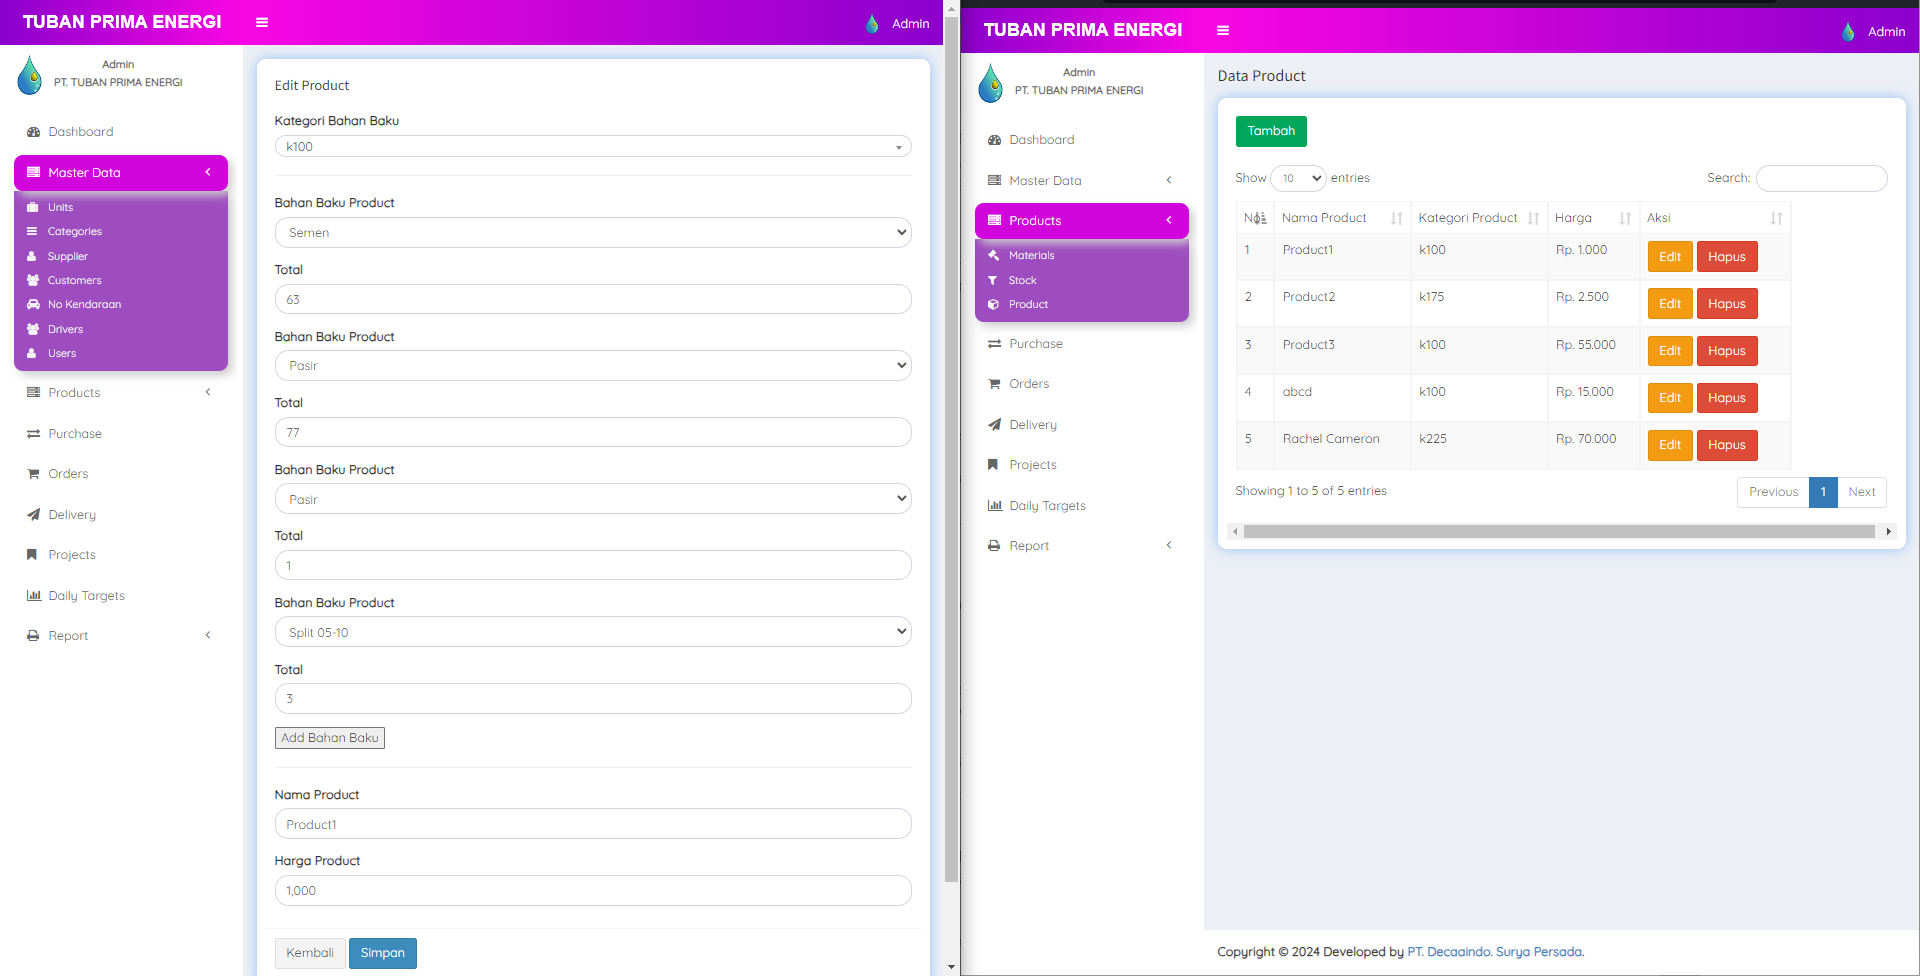 TUBAN PRIMA ENERGI
Admin
Admin
PT. TUBAN PRIMA ENERGI
Dashboard
Master Data
Units
Categories
Supplier
Customers
No Kendaraan
Drivers
Users
Products
Purchase
Orders
Delivery
Projects
Daily Targets
Report
Edit Product
Kategori Bahan Baku
k100
Bahan Baku Product
Semen
Total
63
Bahan Baku Product
Pasir
Total
77
Bahan Baku Product
Pasir
Total
1
Bahan Baku Product
Split 05-10
Total
3
Add Bahan Baku
Nama Product
Product1
Harga Product
1,000
Kembali Simpan
TUBAN PRIMA ENERGI
Admin
Admin
PT. TUBAN PRIMA ENERGI
Dashboard
Master Data
Products
Materials
Stock
Product
Purchase
Orders
Delivery
Projects
Daily Targets
Report
Data Product
Tambah
Show 10 entries Search:
No Nama Product Kategori Product Harga Aksi
1 Product1 k100 Rp. 1.000 Edit Hapus
2 Product2 k175 Rp. 2.500 Edit Hapus
3 Product3 k100 Rp. 55.000 Edit Hapus
4 abcd k100 Rp. 15.000 Edit Hapus
5 Rachel Cameron k225 Rp. 70.000 Edit Hapus
Showing 1 to 5 of 5 entries Previous 1 Next
Copyright © 2024 Developed by PT. Decaaindo. Surya Persada.